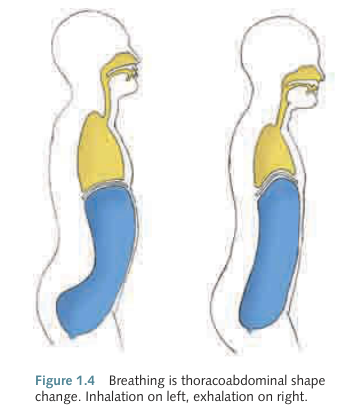 Figure 1.4 Breathing is thoracoabdominal shape
change. Inhalation on left, exhalation on right.